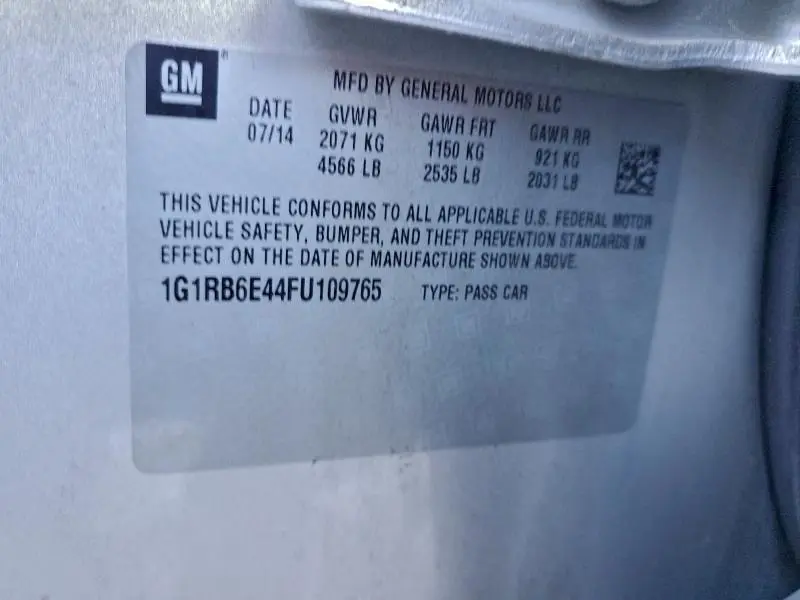 GM
MFD BY GENERAL MOTORS LLC
DATE GVWR GAWR FRT GAWR RR
07/14 2071 KG 1150 KG 921 KG
4566 LB 2535 LB 2031 LB
THIS VEHICLE CONFORMS TO ALL APPLICABLE U.S. FEDERAL MOTOR
VEHICLE SAFETY, BUMPER, AND THEFT PREVENTION STANDARDS IN
EFFECT ON THE DATE OF MANUFACTURE SHOWN ABOVE.
1G1RB6E44FU109765 TYPE: PASS CAR